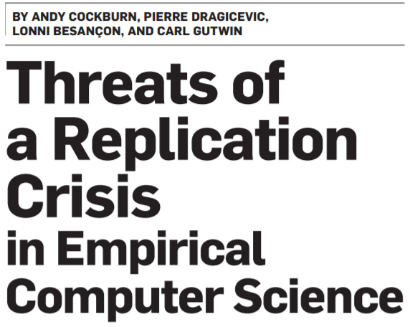 BY ANDY COCKBURN, PIERRE DRAGICEVIC,
LONNI BESANÇON, AND CARL GUTWIN
Threats of
a Replication
Crisis
in Empirical
Computer Science